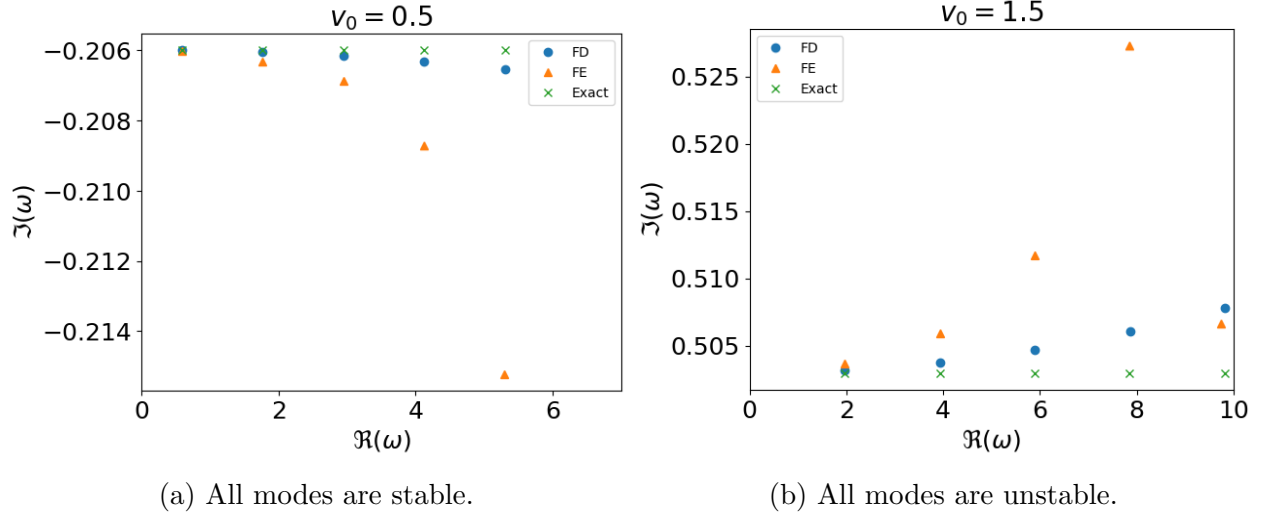 v₀ = 0.5
−0.206
−0.208
−0.210
−0.212
−0.214
ℑ(ω)
FD
FE
Exact
0 2 4 6
ℜ(ω)
(a) All modes are stable.
v₀ = 1.5
0.525
0.520
0.515
0.510
0.505
ℑ(ω)
FD
FE
Exact
0 2 4 6 8 10
ℜ(ω)
(b) All modes are unstable.